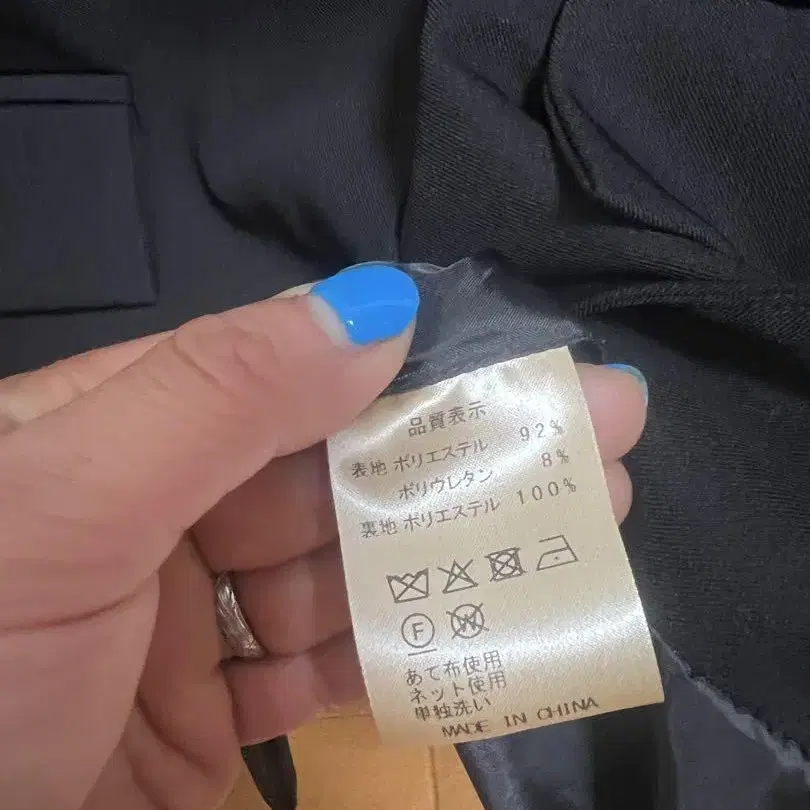 品質表示
表地 ポリエステル 92%
ポリウレタン 8%
裏地 ポリエステル 100%
F W
あて布使用
ネット使用
単独洗い
MADE IN CHINA